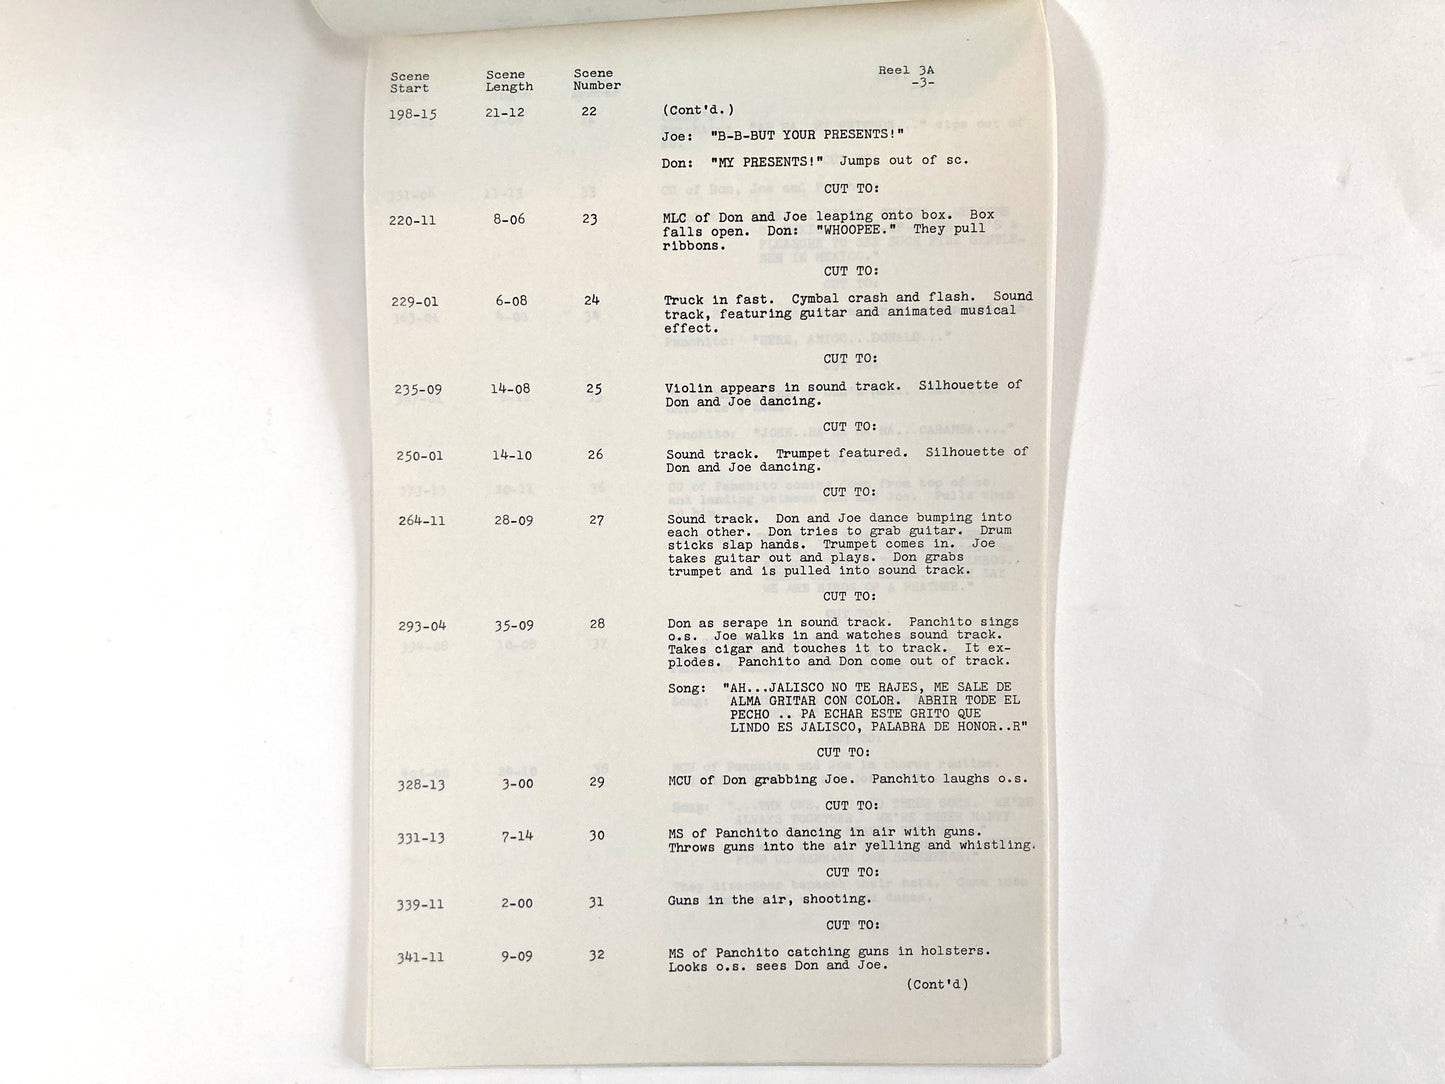 Scene Start Scene Length Scene Number Reel 3A
-3-
198-15 21-12 22 (Cont'd.)
Joe: "B-B-BUT YOUR PRESENTS!"
Don: "MY PRESENTS!" Jumps out of sc.
CUT TO:
220-11 8-06 23 MLC of Don and Joe leaping onto box. Box
falls open. Don: "WHOOPEE." They pull
ribbons.
CUT TO:
229-01 6-08 24 Truck in fast. Cymbal crash and flash. Sound
track, featuring guitar and animated musical
effect.
CUT TO:
235-09 14-08 25 Violin appears in sound track. Silhouette of
Don and Joe dancing.
CUT TO:
250-01 14-10 26 Sound track. Trumpet featured. Silhouette of
Don and Joe dancing.
CUT TO:
264-11 28-09 27 Sound track. Don and Joe dance bumping into
each other. Don tries to grab guitar. Drum
sticks slap hands. Trumpet comes in. Joe
takes guitar out and plays. Don grabs
trumpet and is pulled into sound track.
CUT TO:
293-04 35-09 28 Don as serape in sound track. Panchito sings
o.s. Joe walks in and watches sound track.
Takes cigar and touches it to track. It ex-
plodes. Panchito and Don come out of track.
Song: "AH...JALISCO NO TE RAJES, ME SALE DE
ALMA GRITAR CON COLOR. ABRIR TODE EL
PECHO .. PA ECHAR ESTE GRITO QUE
LINDO ES JALISCO, PALABRA DE HONOR..R"
CUT TO:
328-13 3-00 29 MCU of Don grabbing Joe. Panchito laughs o.s.
CUT TO:
331-13 7-14 30 MS of Panchito dancing in air with guns.
Throws guns into the air yelling and whistling.
CUT TO:
339-11 2-00 31 Guns in the air, shooting.
CUT TO:
341-11 9-09 32 MS of Panchito catching guns in holsters.
Looks o.s. sees Don and Joe.
(Cont'd)